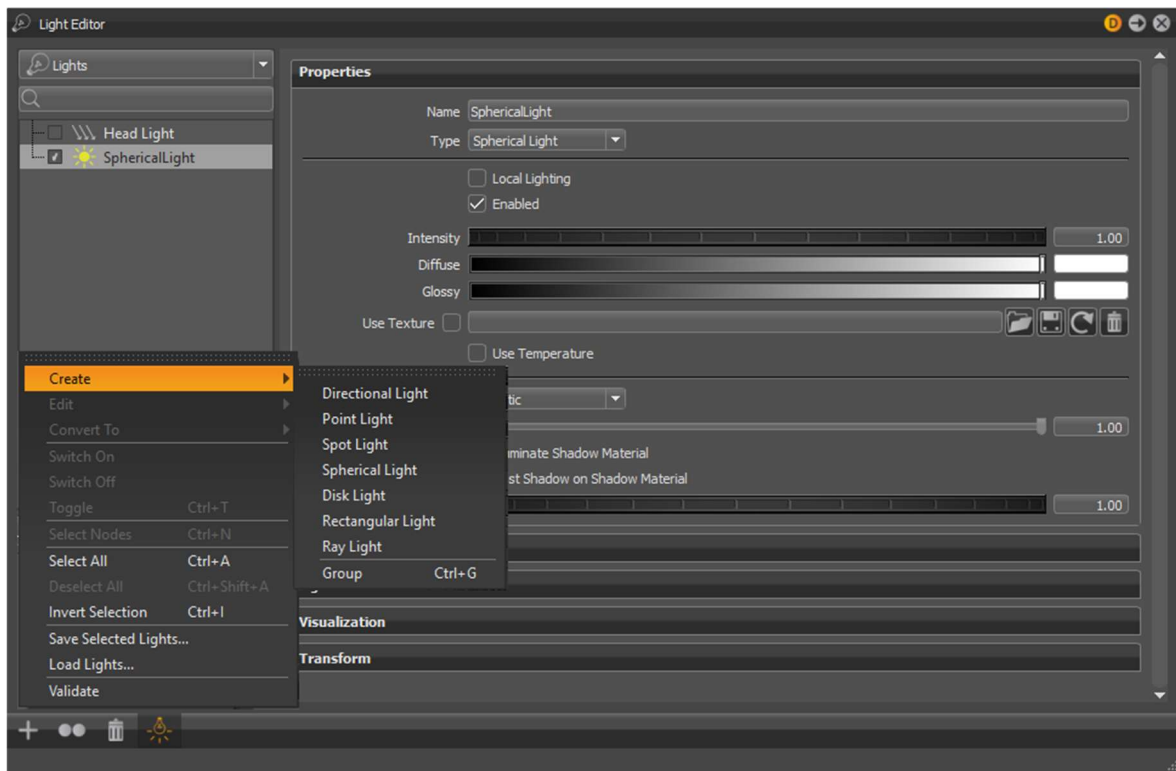 Light Editor
D
Lights
Head Light
SphericalLight
Properties
Name SphericalLight
Type Spherical Light
Local Lighting
Enabled
Intensity 1.00
Diffuse
Glossy
Use Texture
Use Temperature
1.00
Shadow Material
Shadow on Shadow Material
1.00
Visualization
Transform
Create
Edit
Convert To
Switch On
Switch Off
Toggle Ctrl+T
Select Nodes Ctrl+N
Select All Ctrl+A
Deselect All Ctrl+Shift+A
Invert Selection Ctrl+I
Save Selected Lights...
Load Lights...
Validate
Directional Light
Point Light
Spot Light
Spherical Light
Disk Light
Rectangular Light
Ray Light
Group Ctrl+G